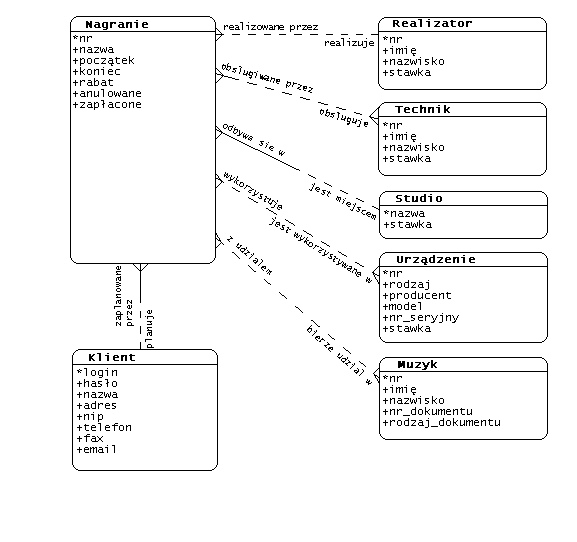 Nagranie
*nr
+nazwa
+początek
+koniec
+rabat
+anulowane
+zapłacone
realizowane przez
realizuje
Realizator
*nr
+imię
+nazwisko
+stawka
obsługiwane przez
obsługuje
Technik
*nr
+imię
+nazwisko
+stawka
odbywa się w
jest miejscem
Studio
*nazwa
+stawka
wykorzystuje
jest wykorzystywane w
Urządzenie
*nr
+rodzaj
+producent
+model
+nr_seryjny
+stawka
z udziałem
bierze udział w
Muzyk
*nr
+imię
+nazwisko
+nr_dokumentu
+rodzaj_dokumentu
zaplanowane
przez
planuje
Klient
*login
+hasło
+nazwa
+adres
+nip
+telefon
+fax
+email